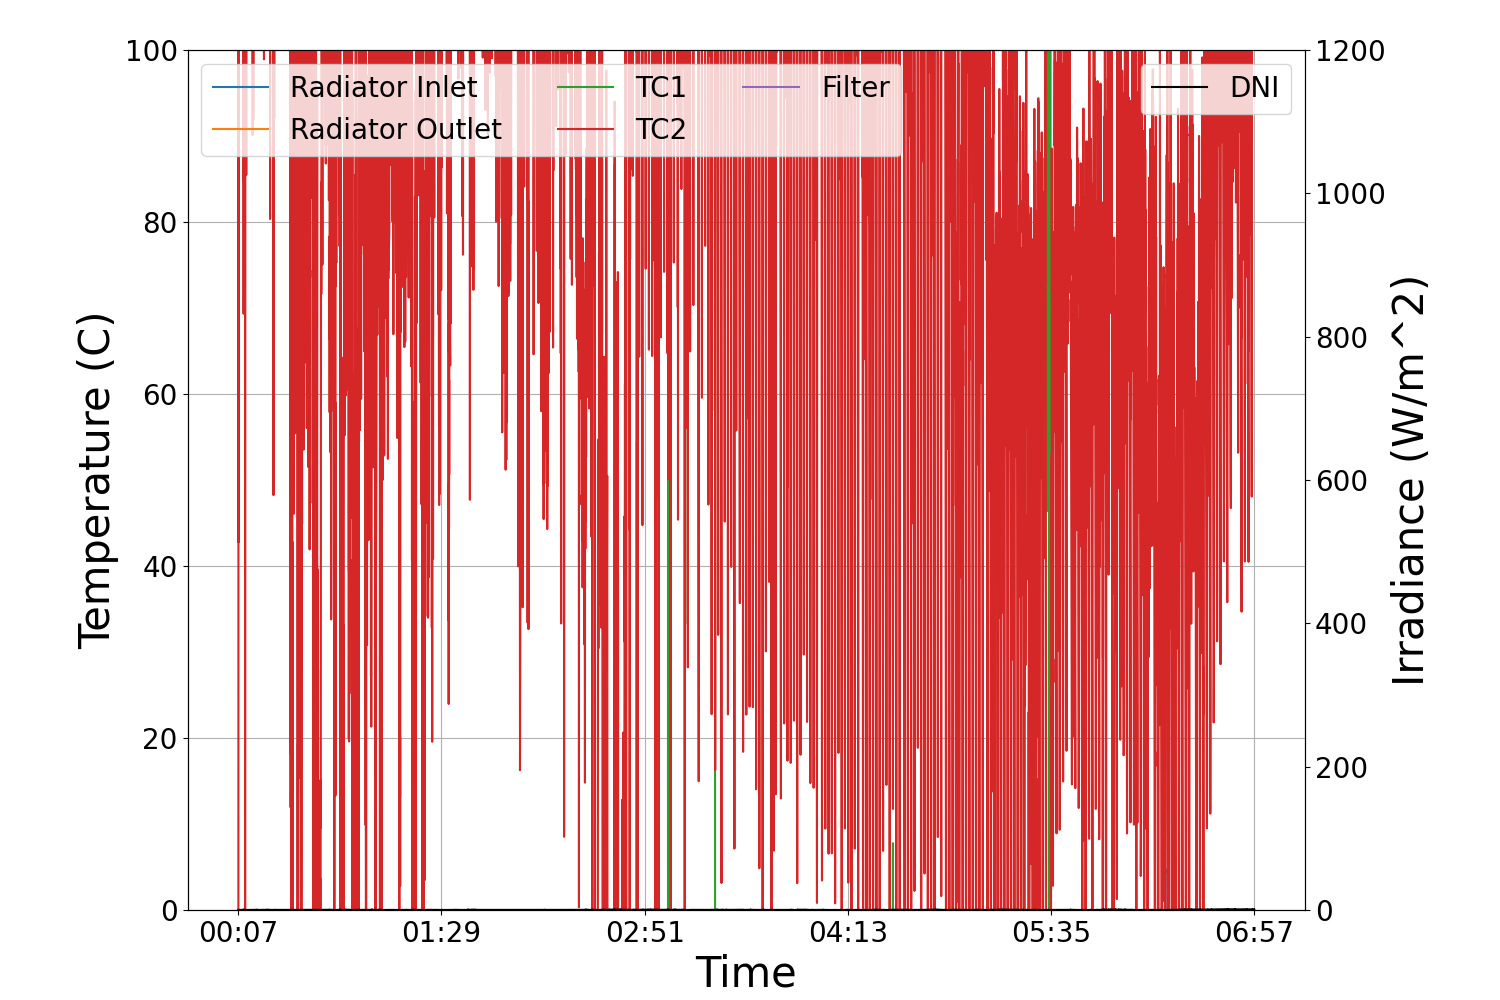 100
80
60
40
20
0
Temperature (C)
Radiator Inlet
Radiator Outlet
TC1
TC2
Filter
DNI
1200
1000
800
600
400
200
0
Irradiance (W/m^2)
00:07
01:29
02:51
04:13
05:35
06:57
Time